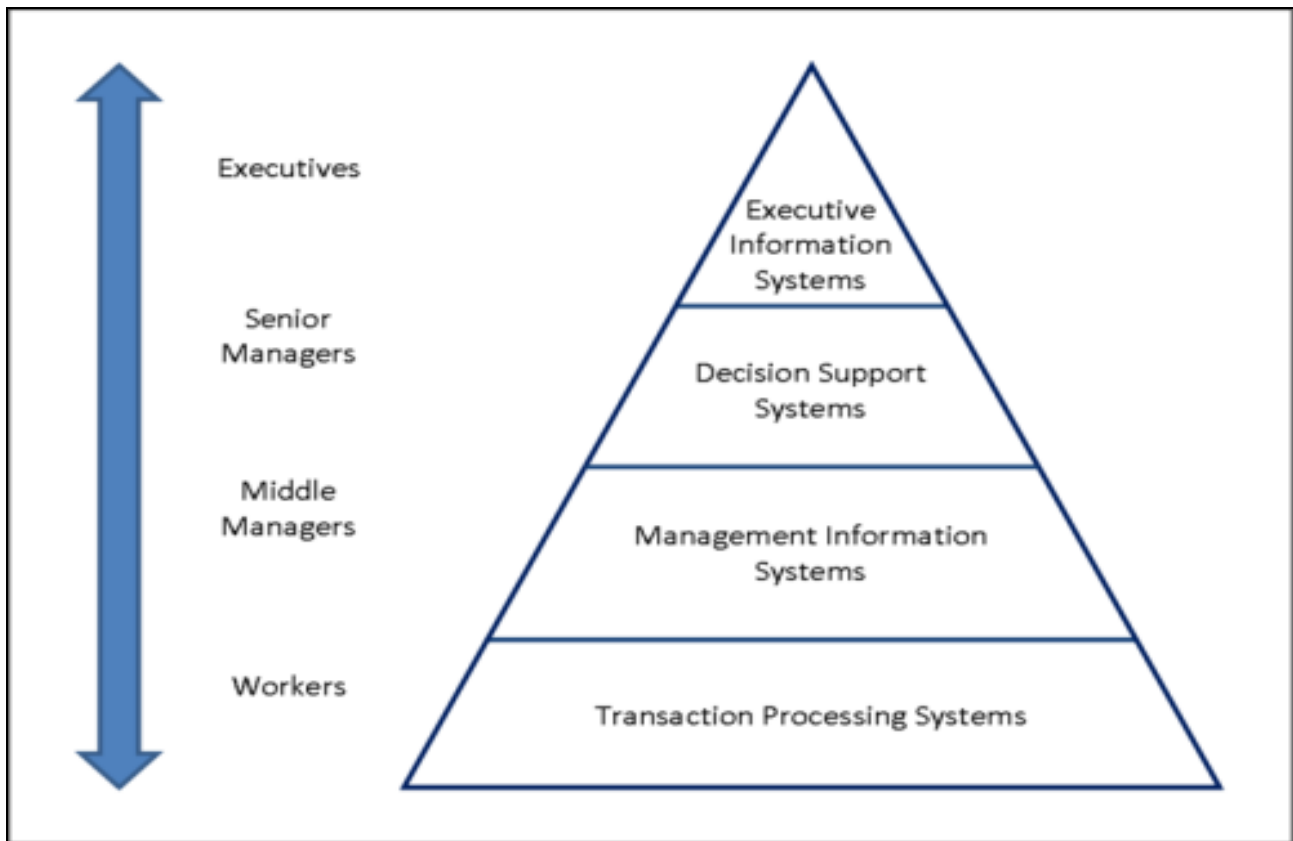 Executives
Senior
Managers
Middle
Managers
Workers
Executive
Information
Systems
Decision Support
Systems
Management Information
Systems
Transaction Processing Systems